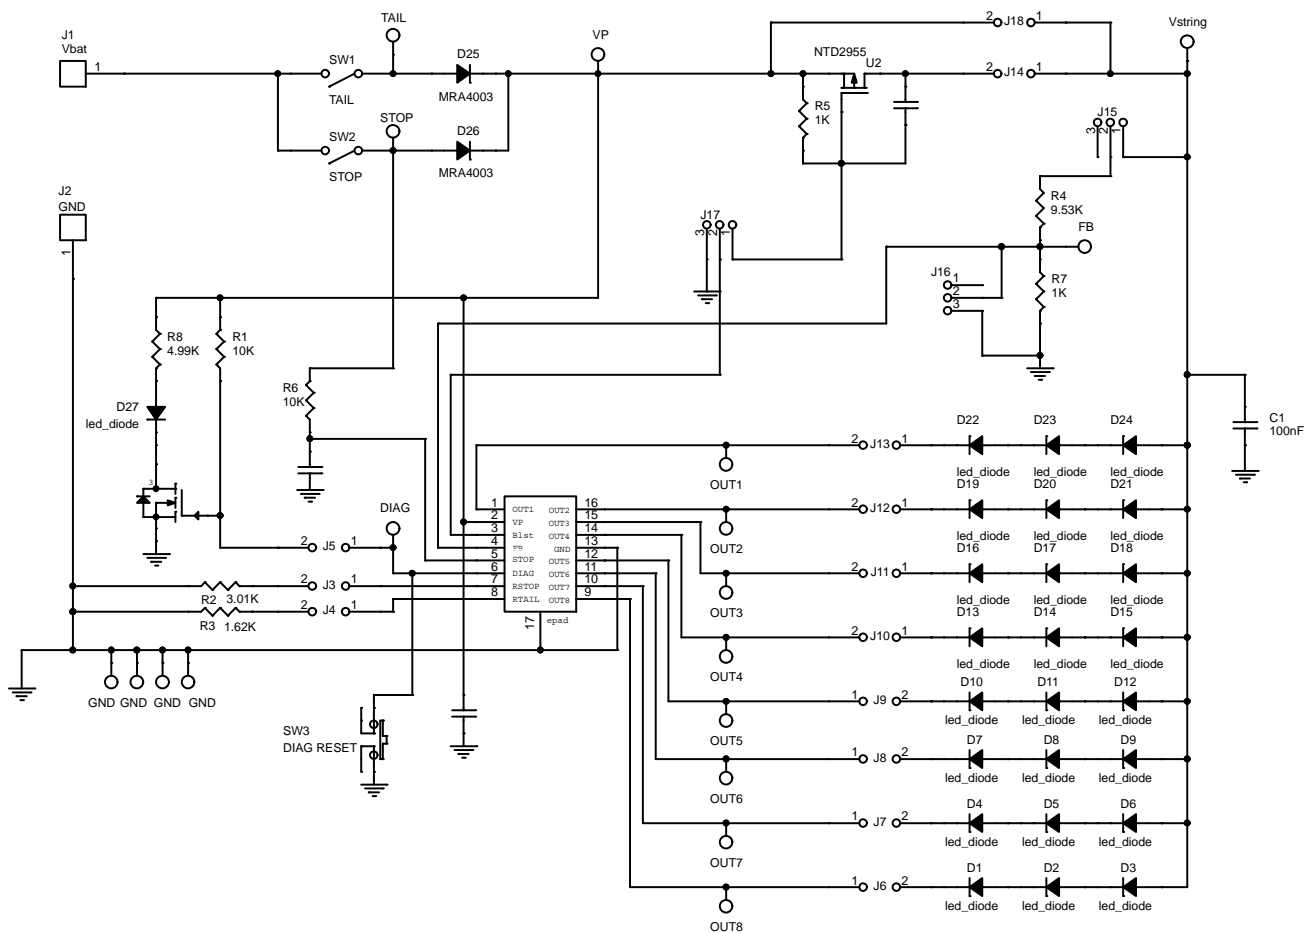 TAIL
J1
Vbat
1
SW1
TAIL
D25
MRA4003
VP
2 J18 1
Vstring
NTD2955
U2
2 J14 1
R5
1K
STOP
SW2
STOP
D26
MRA4003
J15
3 2 1
J2
GND
1
R4
9.53K
J17
3 2 1
FB
J16
1
2
3
R7
1K
R8
4.99K
R1
10K
R6
10K
D27
led_diode
3
C1
100nF
D22 D23 D24
2 J13 1
led_diode led_diode led_diode
OUT1
D19 D20 D21
2 J12 1
led_diode led_diode led_diode
OUT2
D16 D17 D18
2 J11 1
led_diode led_diode led_diode
OUT3
D13 D14 D15
2 J10 1
led_diode led_diode led_diode
OUT4
DIAG
2 J5 1
2 J3 1
R2 3.01K
2 J4 1
R3 1.62K
1 OUT1 OUT2 16
2 VP OUT3 15
3 Blst OUT4 14
4 FB GND 13
5 STOP OUT5 12
6 DIAG OUT6 11
7 RSTOP OUT7 10
8 RTAIL OUT8 9
17 epad
GND GND GND GND
SW3
DIAG RESET
D10 D11 D12
1 J9 2
led_diode led_diode led_diode
OUT5
D7 D8 D9
1 J8 2
led_diode led_diode led_diode
OUT6
D4 D5 D6
1 J7 2
led_diode led_diode led_diode
OUT7
D1 D2 D3
1 J6 2
led_diode led_diode led_diode
OUT8